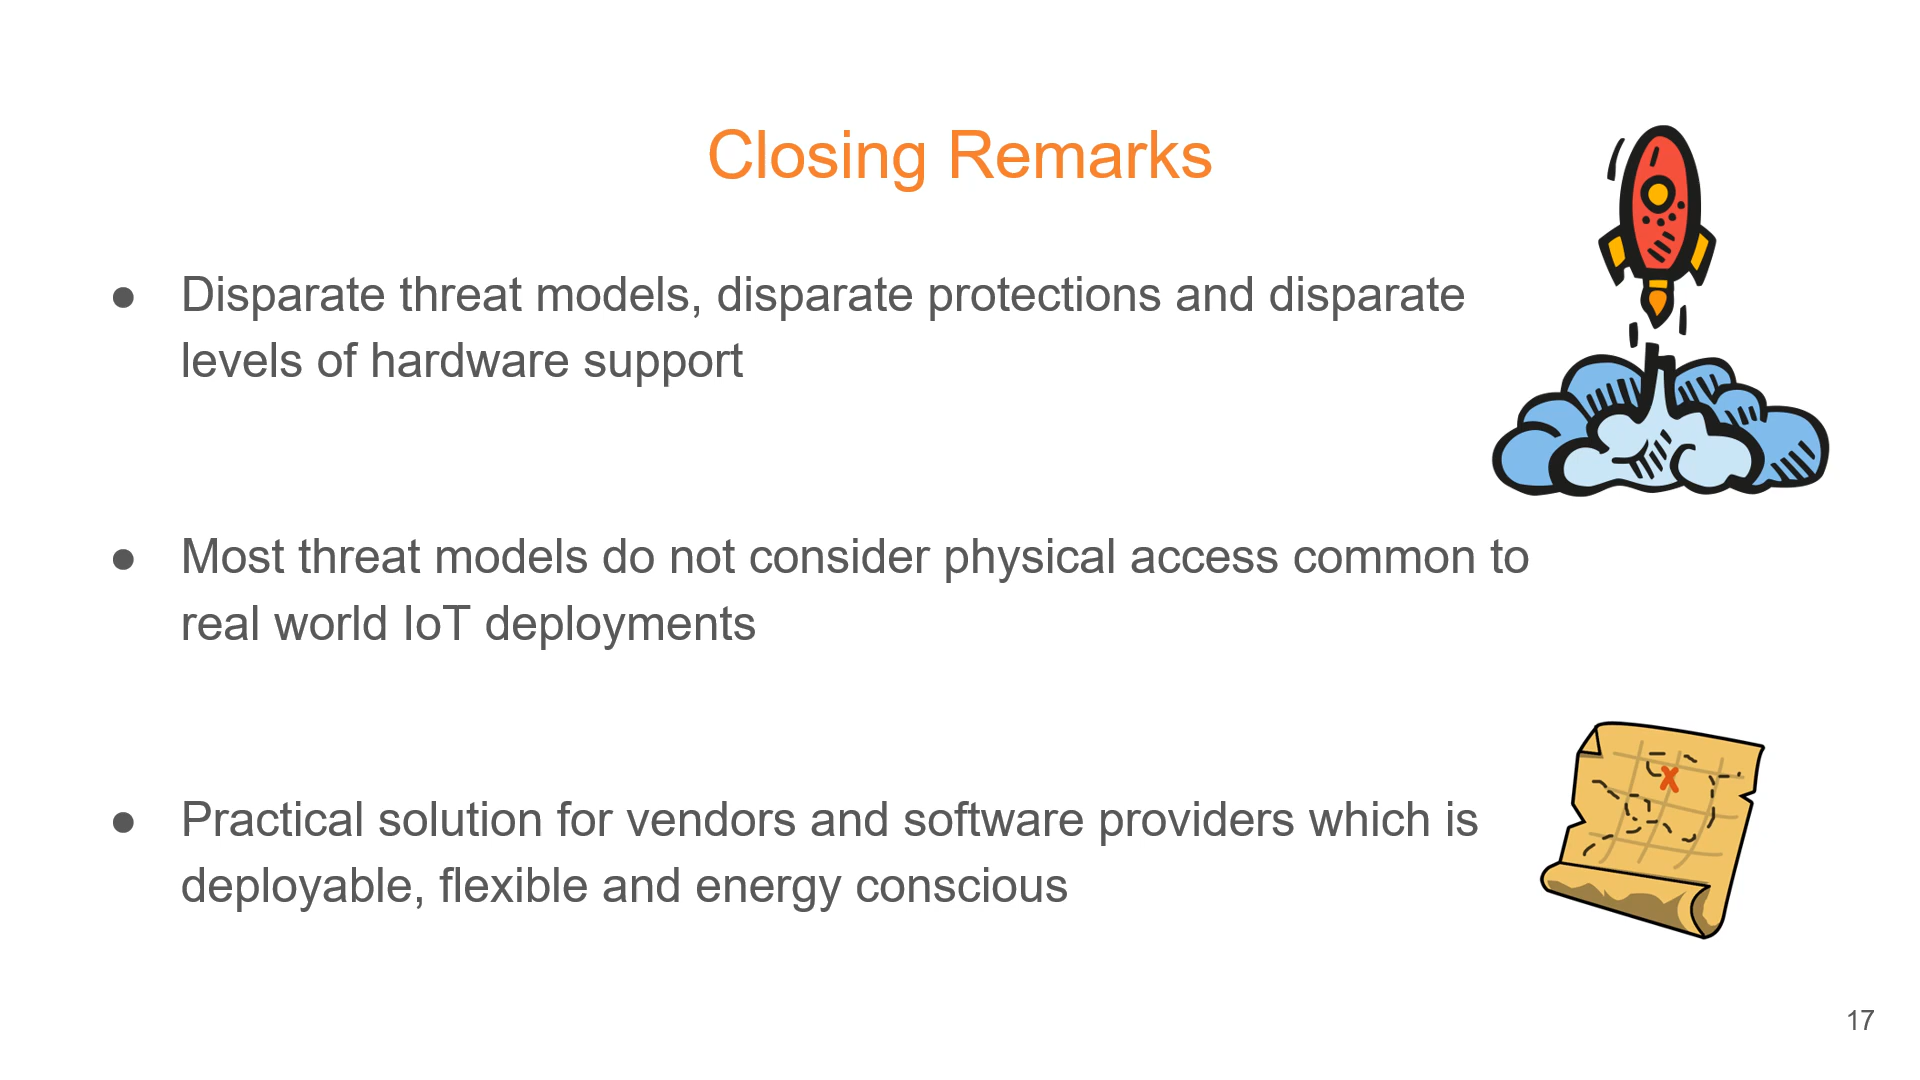 Closing Remarks
● Disparate threat models, disparate protections and disparate
levels of hardware support
● Most threat models do not consider physical access common to
real world IoT deployments
● Practical solution for vendors and software providers which is
deployable, flexible and energy conscious
17